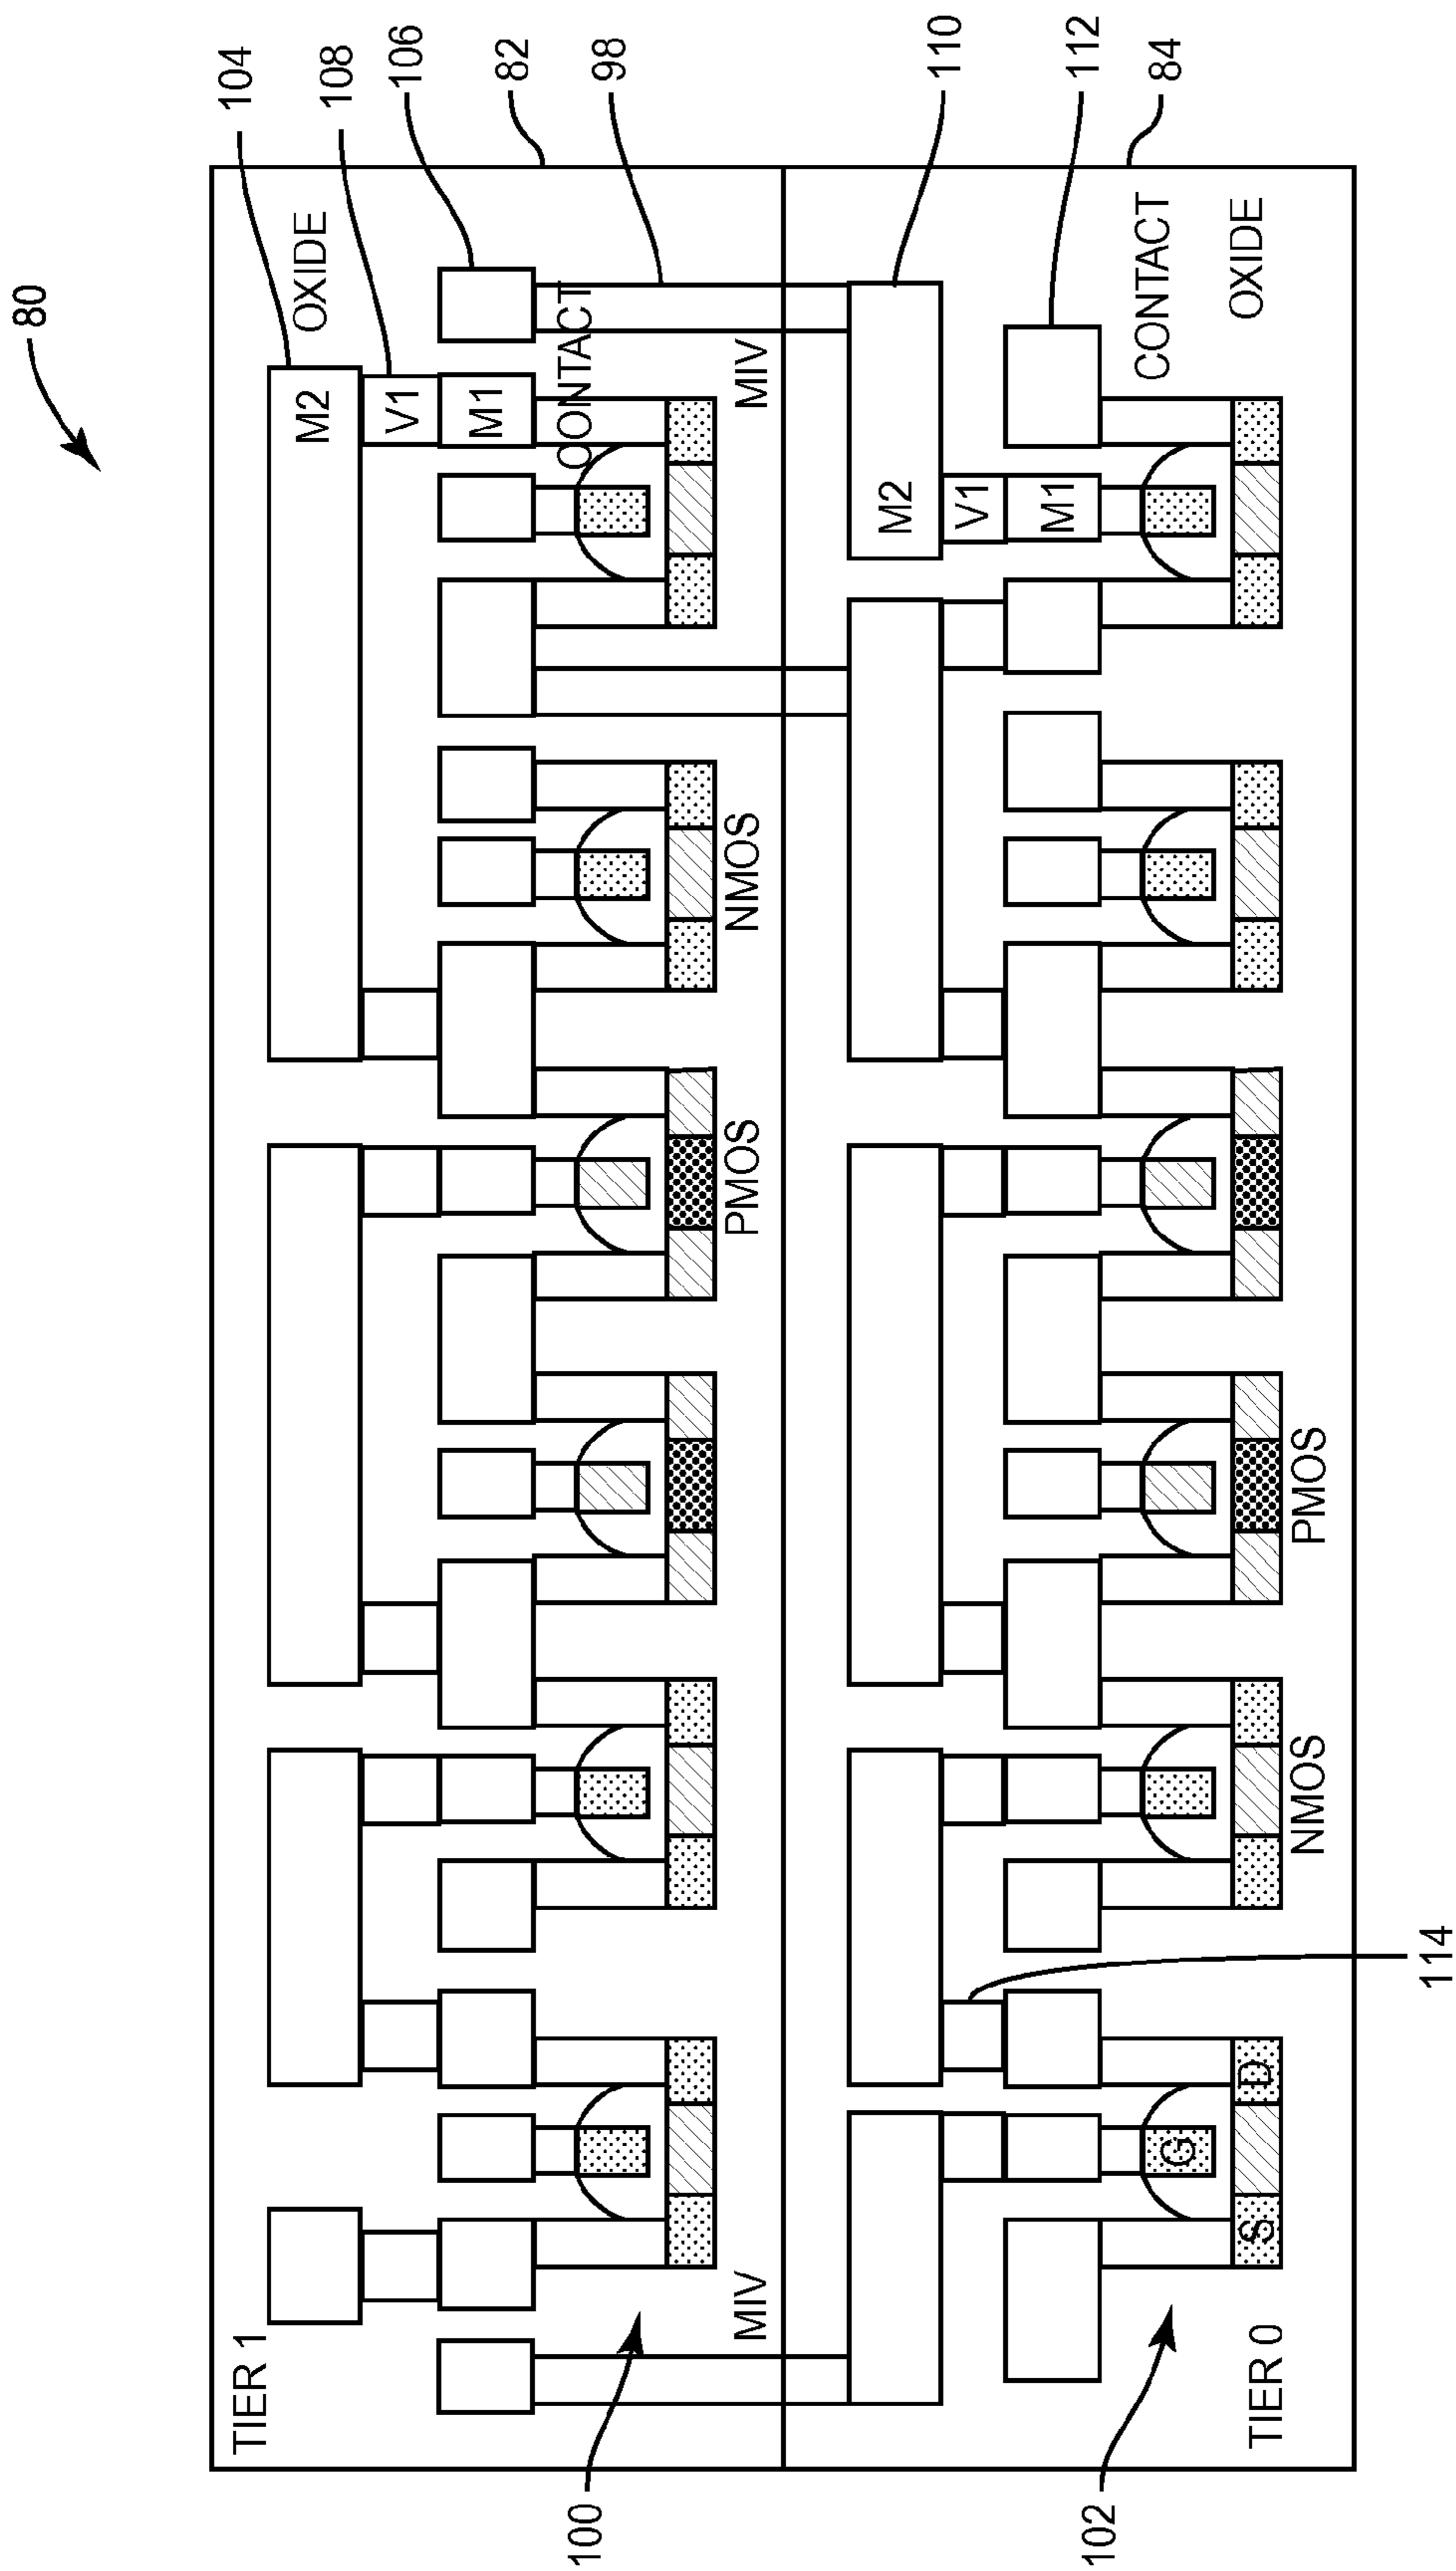 80
104
108
106
82
98
110
112
84
TIER 1
M2
OXIDE
V1
M1
CONTACT
MIV
PMOS
NMOS
MIV
100
M2
V1
M1
CONTACT
OXIDE
G
S
D
NMOS
PMOS
TIER 0
102
114